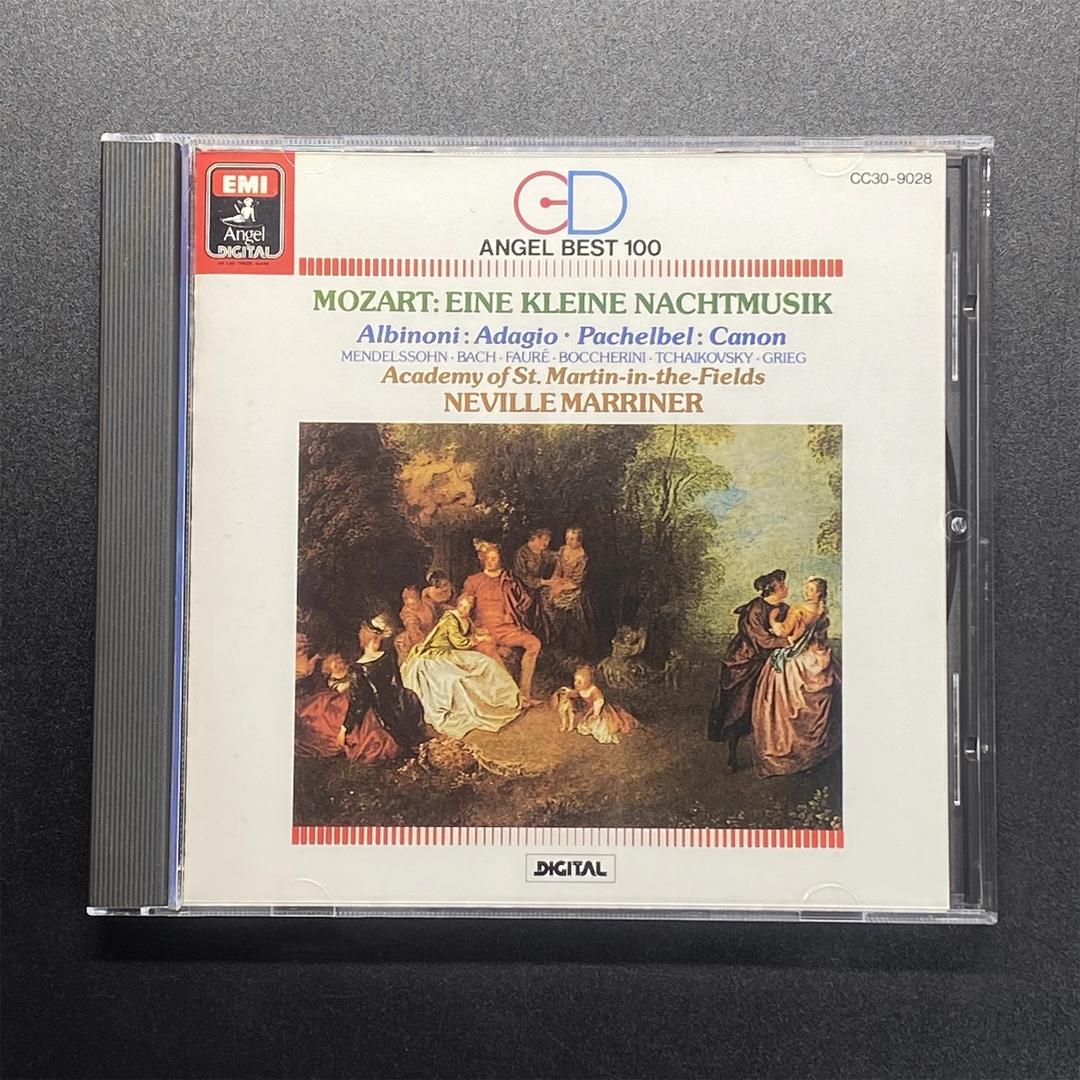 EMI
Angel
DIGITAL
CD
ANGEL BEST 100
CC30-9028
MOZART: EINE KLEINE NACHTMUSIK
Albinoni: Adagio · Pachelbel: Canon
MENDELSSOHN · BACH · FAURÉ · BOCCHERINI · TCHAIKOVSKY · GRIEG
Academy of St. Martin-in-the-Fields
NEVILLE MARRINER
DIGITAL